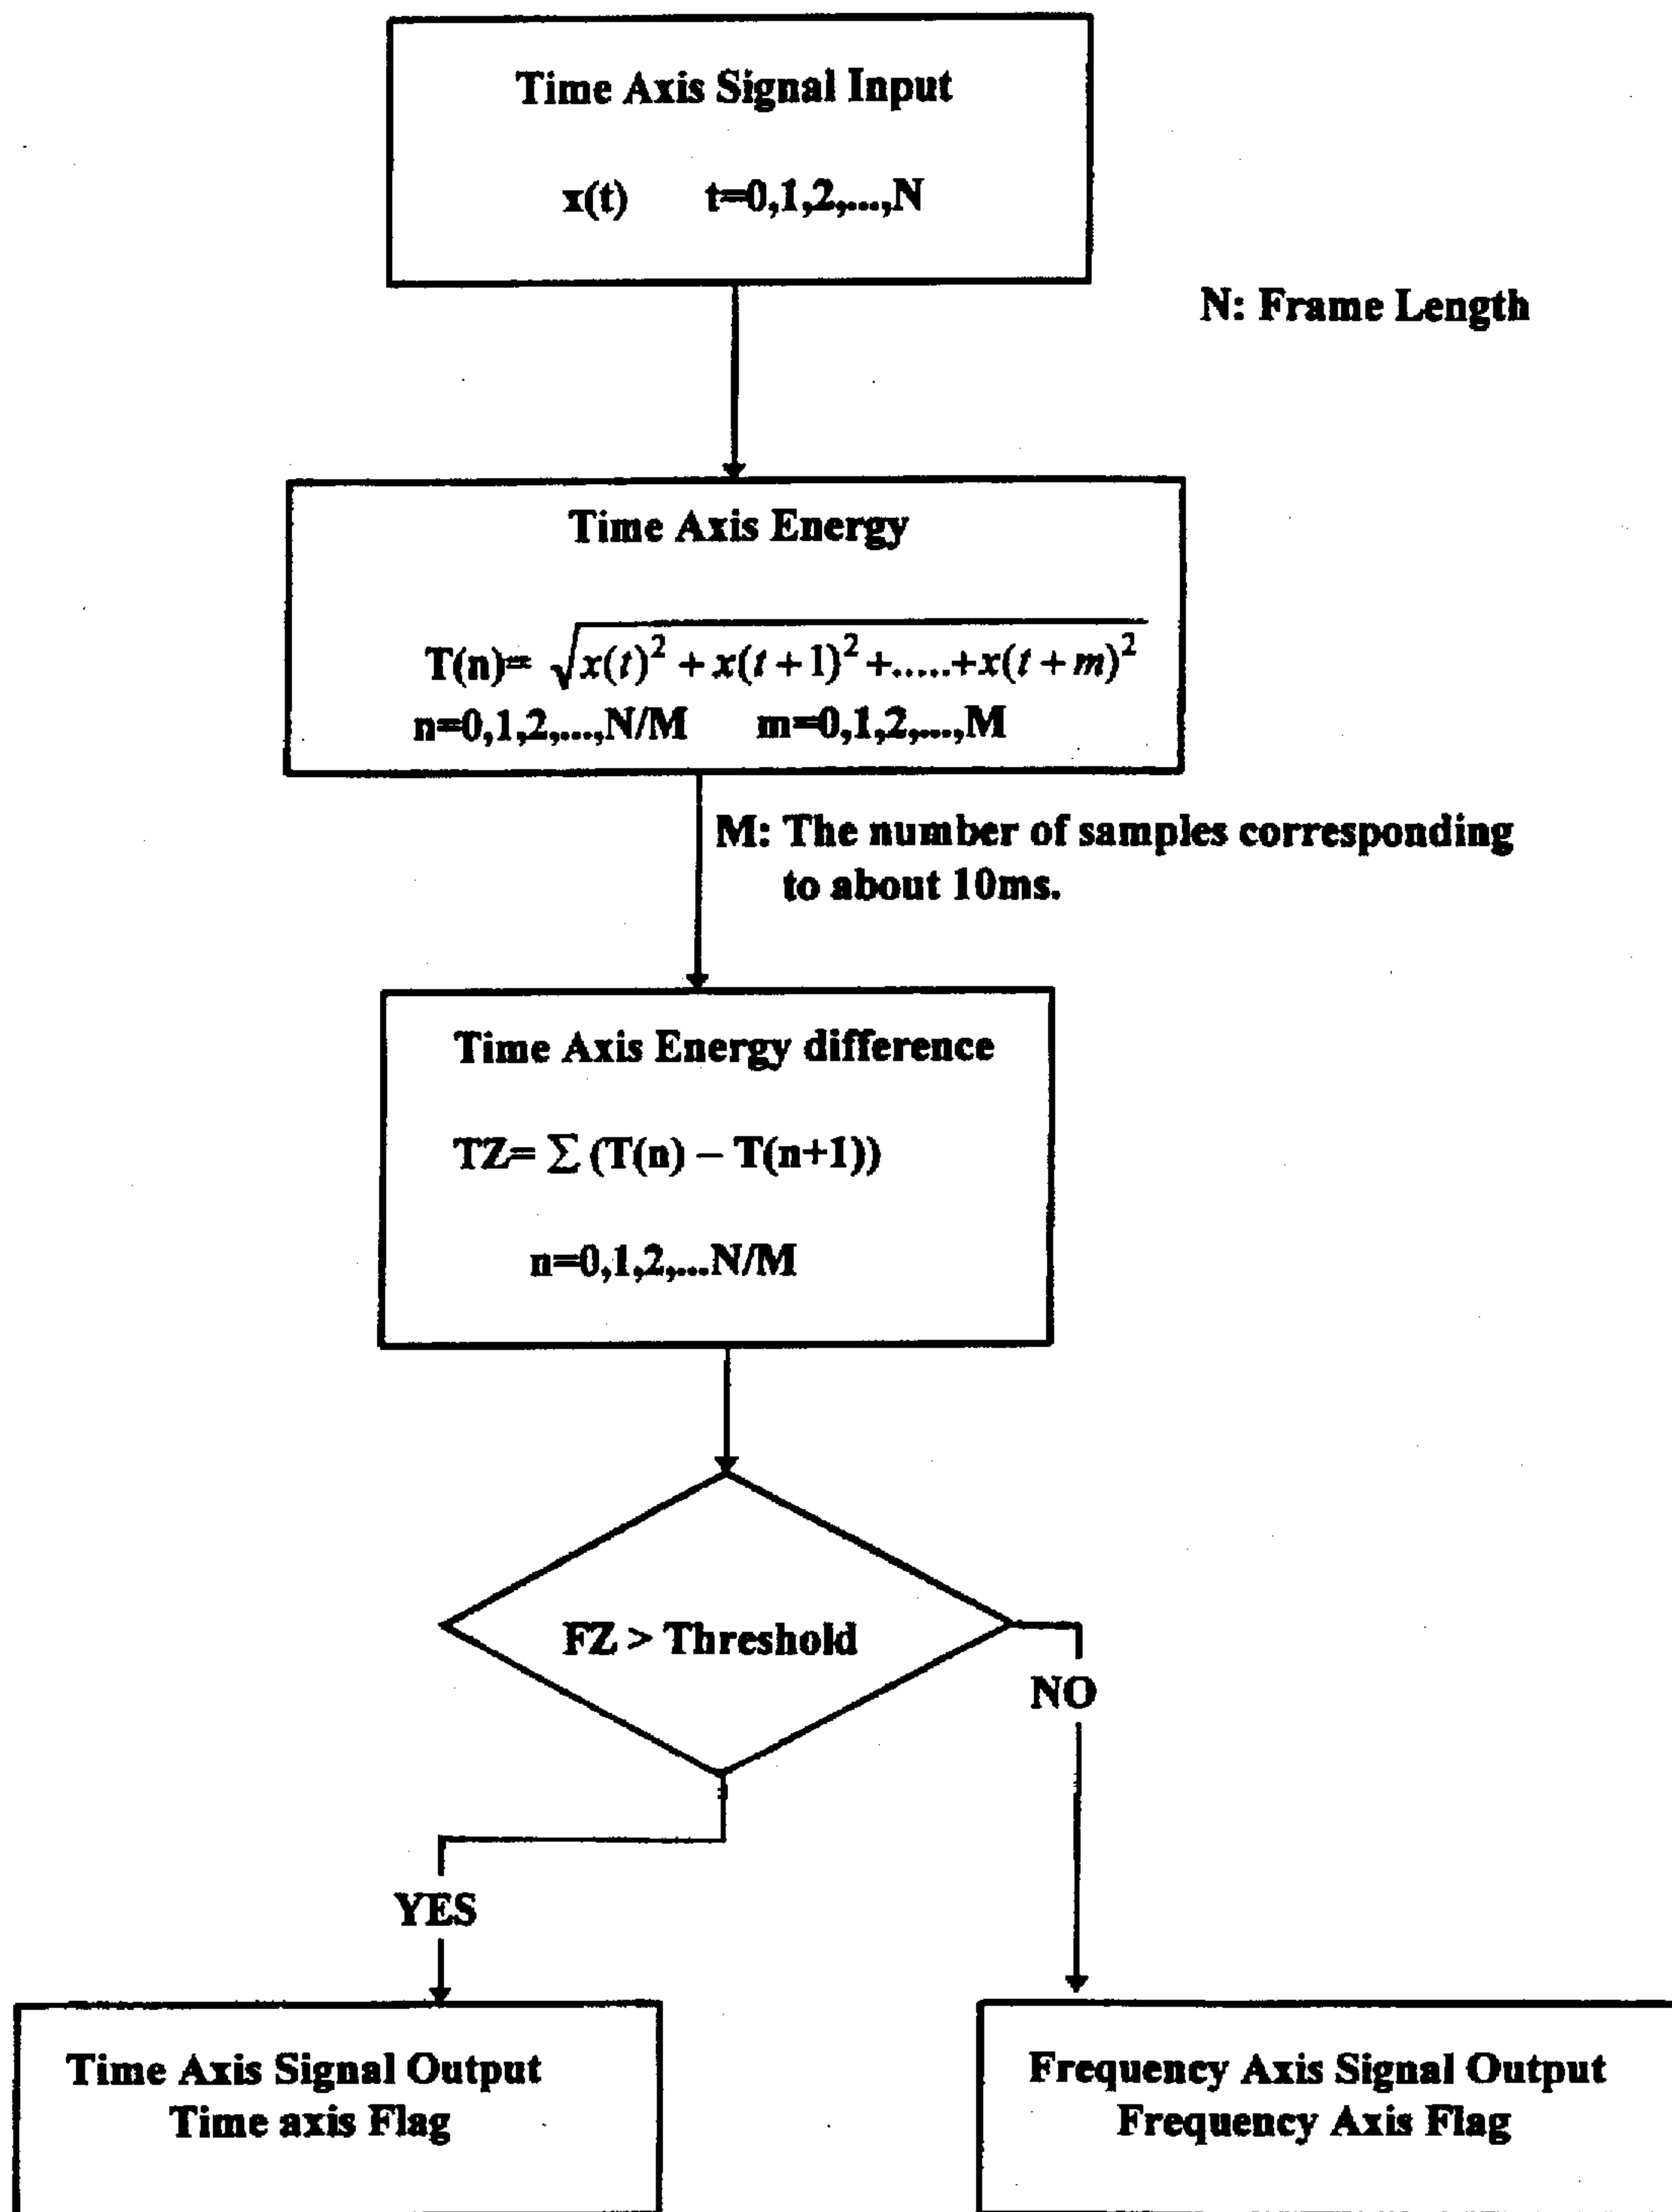 Time Axis Signal Input
x(t) t=0,1,2,...,N
N: Frame Length
Time Axis Energy
T(n)= √x(t)² + x(t+1)² +.....+x(t+m)²
n=0,1,2,...,N/M m=0,1,2,...,M
M: The number of samples corresponding
to about 10ms.
Time Axis Energy difference
TZ= ∑ (T(n) – T(n+1))
n=0,1,2,...N/M
FZ > Threshold
NO
YES
Time Axis Signal Output
Time axis Flag
Frequency Axis Signal Output
Frequency Axis Flag